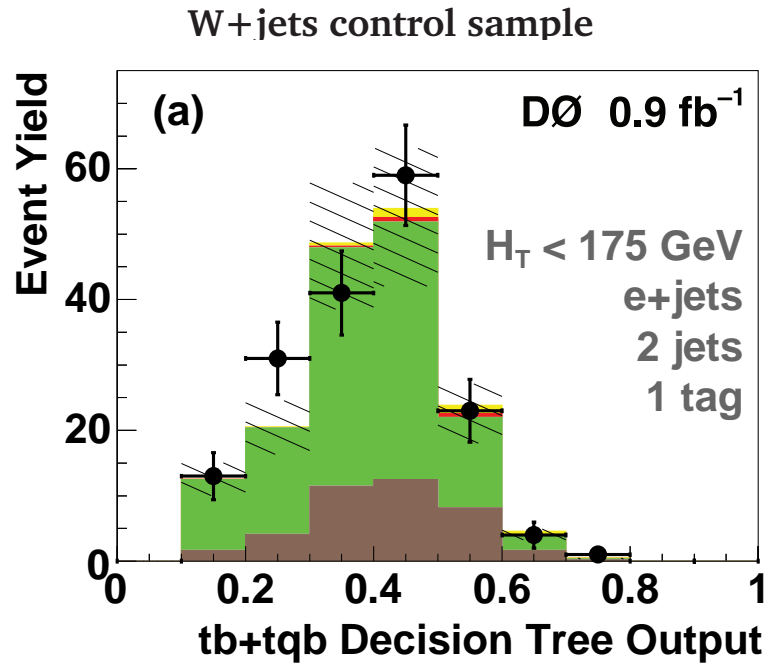 W+jets control sample
(a)
DØ 0.9 fb⁻¹
Event Yield
60
40
20
0
H_T < 175 GeV
e+jets
2 jets
1 tag
0 0.2 0.4 0.6 0.8 1
tb+tqb Decision Tree Output